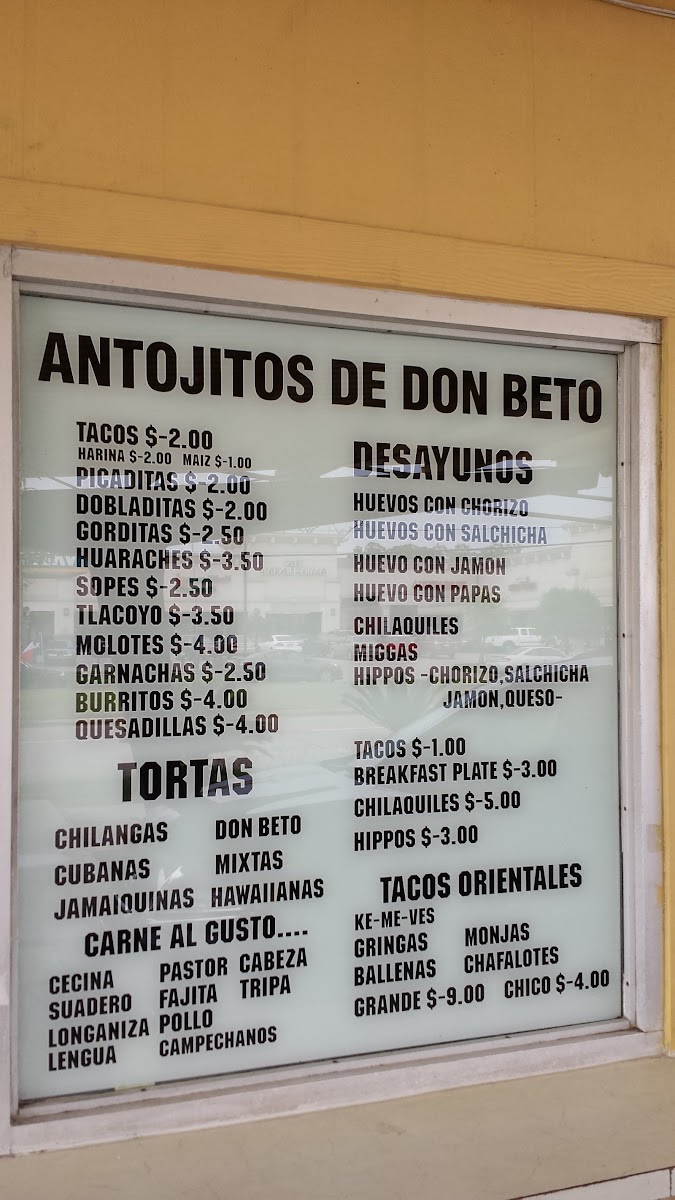 ANTOJITOS DE DON BETO
TACOS $-2.00
HARINA $-2.00 MAIZ $-1.00
PICADITAS $-2.00
DOBLADITAS $-2.00
GORDITAS $-2.50
HUARACHES $-3.50
SOPES $-2.50
TLACOYO $-3.50
MOLOTES $-4.00
GARNACHAS $-2.50
BURRITOS $-4.00
QUESADILLAS $-4.00
TORTAS
CHILANGAS DON BETO
CUBANAS MIXTAS
JAMAIQUINAS HAWAIIANAS
CARNE AL GUSTO....
CECINA PASTOR CABEZA
SUADERO FAJITA TRIPA
LONGANIZA POLLO
LENGUA CAMPECHANOS
DESAYUNOS
HUEVOS CON CHORIZO
HUEVOS CON SALCHICHA
HUEVO CON JAMON
HUEVO CON PAPAS
CHILAQUILES
MIGGAS
HIPPOS -CHORIZO,SALCHICHA
JAMON,QUESO-
TACOS $-1.00
BREAKFAST PLATE $-3.00
CHILAQUILES $-5.00
HIPPOS $-3.00
TACOS ORIENTALES
KE-ME-VES
GRINGAS MONJAS
BALLENAS CHAFALOTES
GRANDE $-9.00 CHICO $-4.00